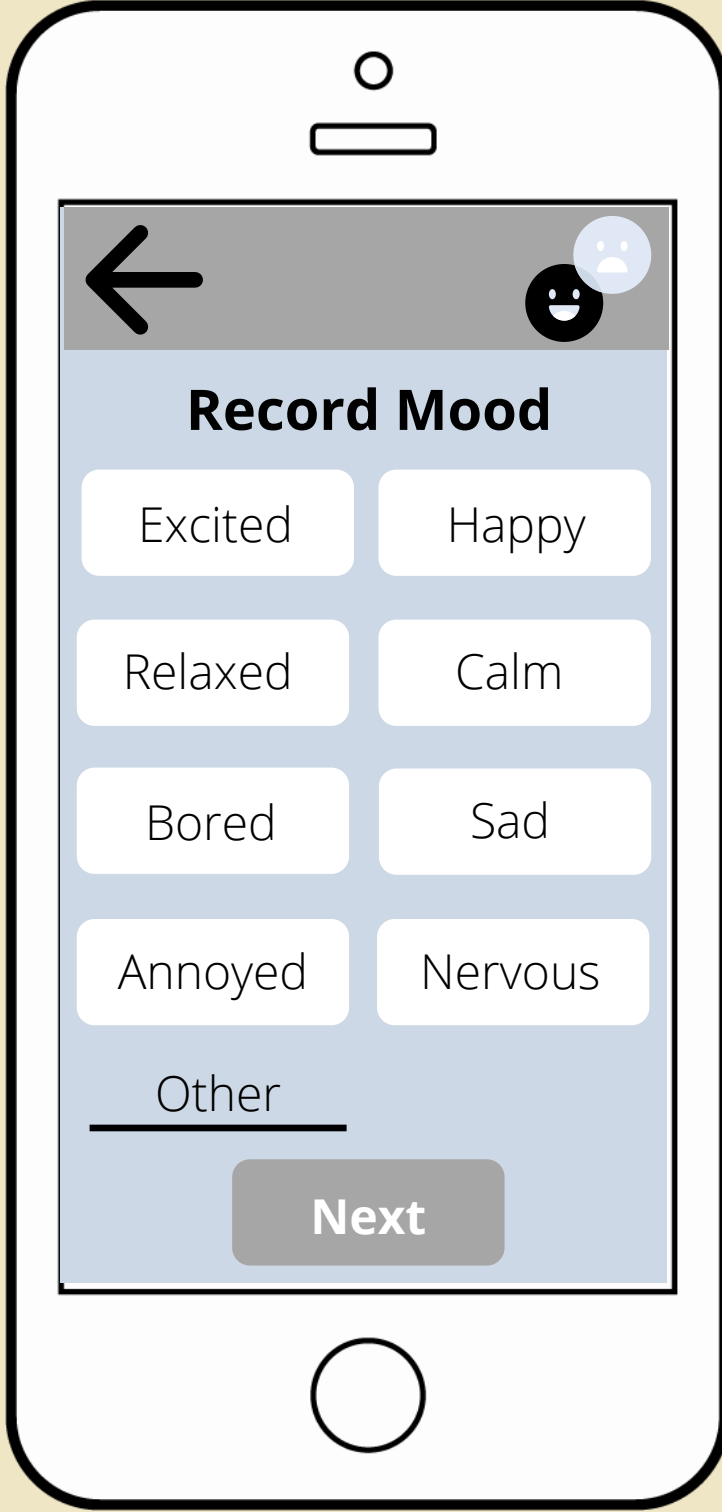 Record Mood
Excited Happy
Relaxed Calm
Bored Sad
Annoyed Nervous
Other
Next